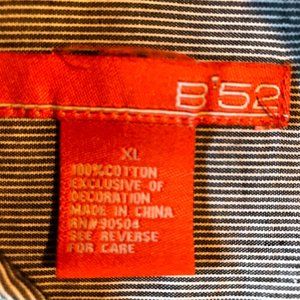 B'52
XL
100%COTTON
EXCLUSIVE OF
DECORATION
MADE IN CHINA
RN#90504
SEE REVERSE
FOR CARE